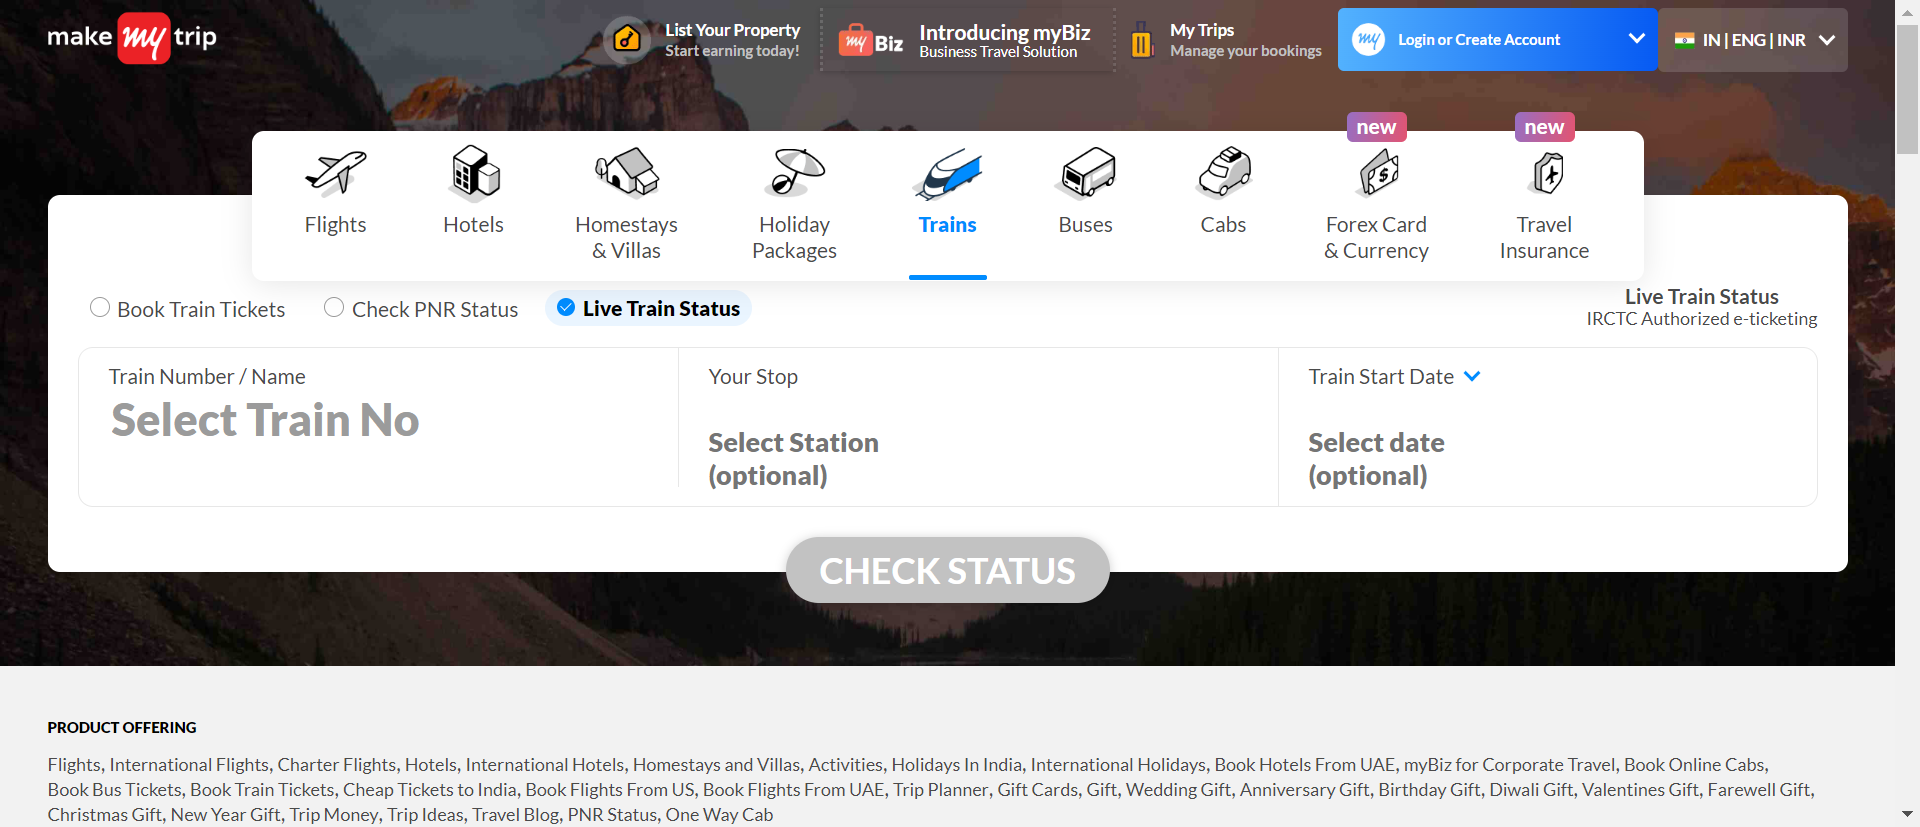 make my trip
List Your Property
Start earning today!
my Biz
Introducing myBiz
Business Travel Solution
My Trips
Manage your bookings
my Login or Create Account
IN | ENG | INR
new
new
Flights
Hotels
Homestays
& Villas
Holiday
Packages
Trains
Buses
Cabs
Forex Card
& Currency
Travel
Insurance
Book Train Tickets
Check PNR Status
Live Train Status
Live Train Status
IRCTC Authorized e-ticketing
Train Number / Name
Select Train No
Your Stop
Select Station
(optional)
Train Start Date
Select date
(optional)
CHECK STATUS
PRODUCT OFFERING
Flights, International Flights, Charter Flights, Hotels, International Hotels, Homestays and Villas, Activities, Holidays In India, International Holidays, Book Hotels From UAE, myBiz for Corporate Travel, Book Online Cabs,
Book Bus Tickets, Book Train Tickets, Cheap Tickets to India, Book Flights From US, Book Flights From UAE, Trip Planner, Gift Cards, Gift, Wedding Gift, Anniversary Gift, Birthday Gift, Diwali Gift, Valentines Gift, Farewell Gift,
Christmas Gift, New Year Gift, Trip Money, Trip Ideas, Travel Blog, PNR Status, One Way Cab